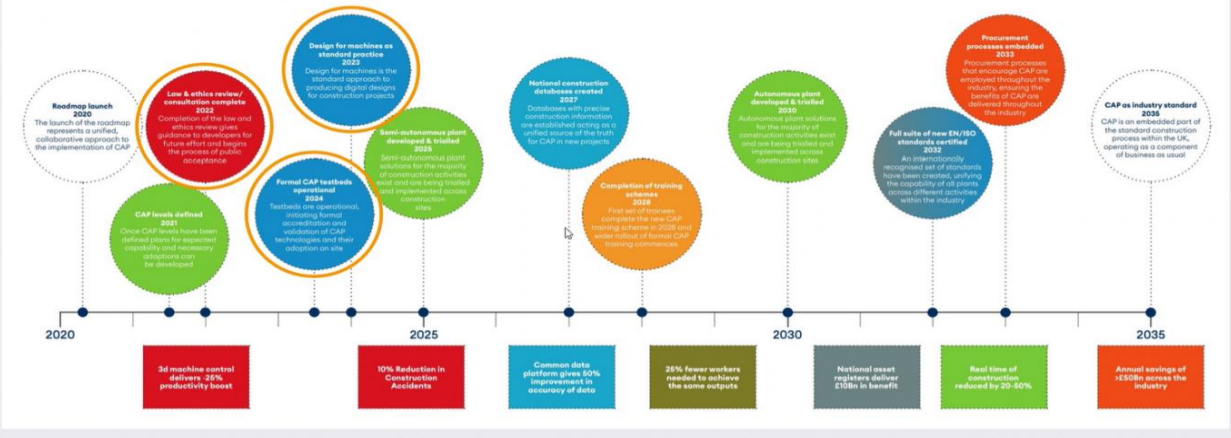 Roadmap launch
2020
The launch of the roadmap
represents a unified,
collaborative approach to
the implementation of CAP
CAP levels defined
2021
Once CAP levels have been
defined plans for expected
capability and necessary
adaptions can
be developed
Law & ethics review/
consultation complete
2022
Completion of the law and
ethics review gives
guidance to developers for
future effort and begins
the process of public
acceptance
Design for machines as
standard practice
2023
Design for machines is the
standard approach to
producing digital designs
for construction projects
Formal CAP testbeds
operational
2024
Testbeds are operational,
initiating formal
accreditation and
validation of CAP
technologies and their
adoption on site
Semi-autonomous plant
developed & trialled
2025
Semi-autonomous plant
solutions for the majority
of construction activities
exist and are being trialled
and implemented across
construction
sites
National construction
databases created
2027
Databases with precise
construction information
are established acting as a
unified source of the truth
for CAP in new projects
Completion of training
schemes
2028
First set of trainees
complete the new CAP
training scheme in 2028 and
wider rollout of formal CAP
training commences
Autonomous plant
developed & trialled
2030
Autonomous plant solutions
for the majority of
construction activities exist
and are being trialled and
implemented across
construction sites
Full suite of new EN/ISO
standards certified
2032
An internationally
recognised set of standards
have been created, unifying
the capability of all plants
across different activities
within the industry
Procurement
processes embedded
2033
Procurement processes
that encourage CAP are
employed throughout the
industry, ensuring the
benefits of CAP are
delivered throughout
the industry
CAP as industry standard
2035
CAP is an embedded part of
the standard construction
process within the UK,
operating as a component
of business as usual
2020
2025
2030
2035
3d machine control
delivers -25%
productivity boost
10% Reduction in
Construction
Accidents
Common data
platform gives 50%
improvement in
accuracy of data
25% fewer workers
needed to achieve
the same outputs
National asset
registers deliver
£10Bn in benefit
Real time of
construction
reduced by 20-50%
Annual savings of
>£50Bn across the
industry